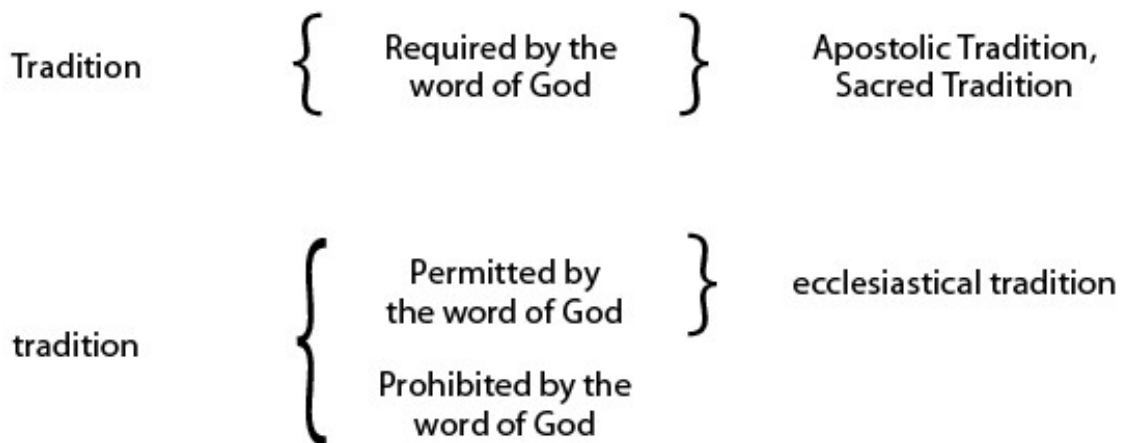 Tradition
Required by the
word of God
Apostolic Tradition,
Sacred Tradition
tradition
Permitted by
the word of God
ecclesiastical tradition
Prohibited by the
word of God